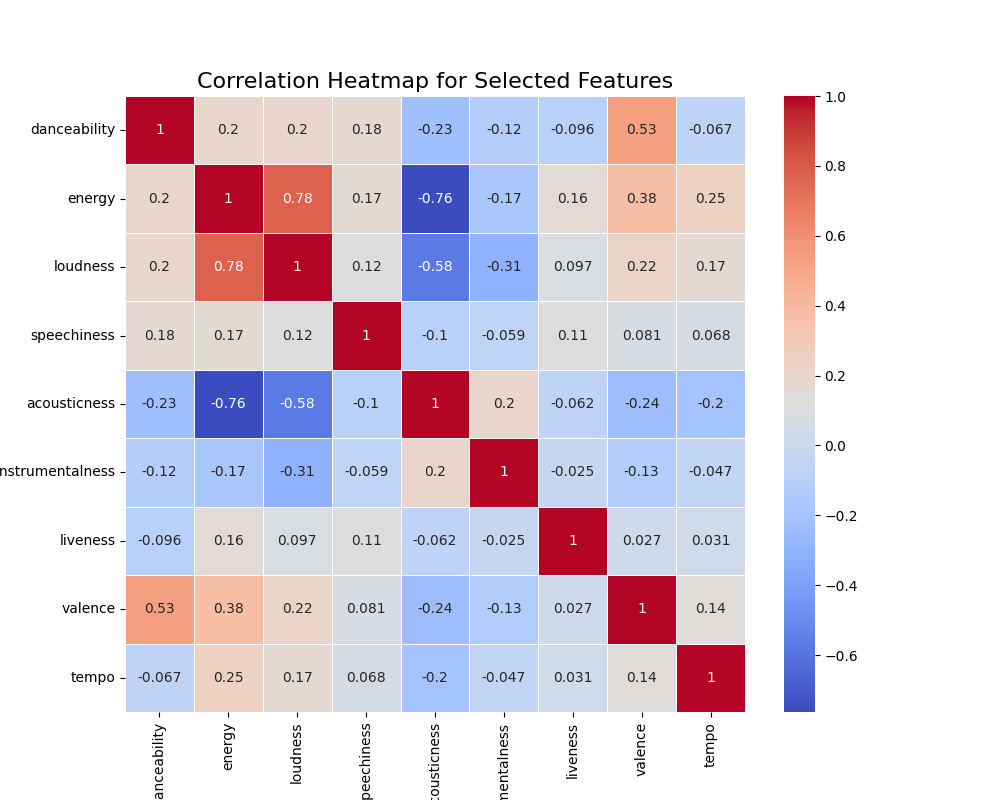 Correlation Heatmap for Selected Features
danceability 1 0.2 0.2 0.18 -0.23 -0.12 -0.096 0.53 -0.067
energy 0.2 1 0.78 0.17 -0.76 -0.17 0.16 0.38 0.25
loudness 0.2 0.78 1 0.12 -0.58 -0.31 0.097 0.22 0.17
speechiness 0.18 0.17 0.12 1 -0.1 -0.059 0.11 0.081 0.068
acousticness -0.23 -0.76 -0.58 -0.1 1 0.2 -0.062 -0.24 -0.2
nstrumentalness -0.12 -0.17 -0.31 -0.059 0.2 1 -0.025 -0.13 -0.047
liveness -0.096 0.16 0.097 0.11 -0.062 -0.025 1 0.027 0.031
valence 0.53 0.38 0.22 0.081 -0.24 -0.13 0.027 1 0.14
tempo -0.067 0.25 0.17 0.068 -0.2 -0.047 0.031 0.14 1
anceability energy loudness peechiness cousticness mentalness liveness valence tempo
1.0
0.8
0.6
0.4
0.2
0.0
−0.2
−0.4
−0.6